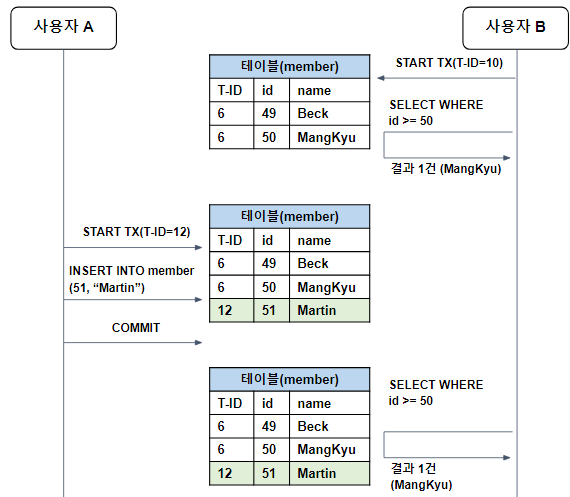 사용자 A
사용자 B
테이블(member)
T-ID id name
6 49 Beck
6 50 MangKyu
START TX(T-ID=10)
SELECT WHERE
id >= 50
결과 1건 (MangKyu)
START TX(T-ID=12)
INSERT INTO member
(51, “Martin”)
COMMIT
테이블(member)
T-ID id name
6 49 Beck
6 50 MangKyu
12 51 Martin
테이블(member)
T-ID id name
6 49 Beck
6 50 MangKyu
12 51 Martin
SELECT WHERE
id >= 50
결과 1건
(MangKyu)